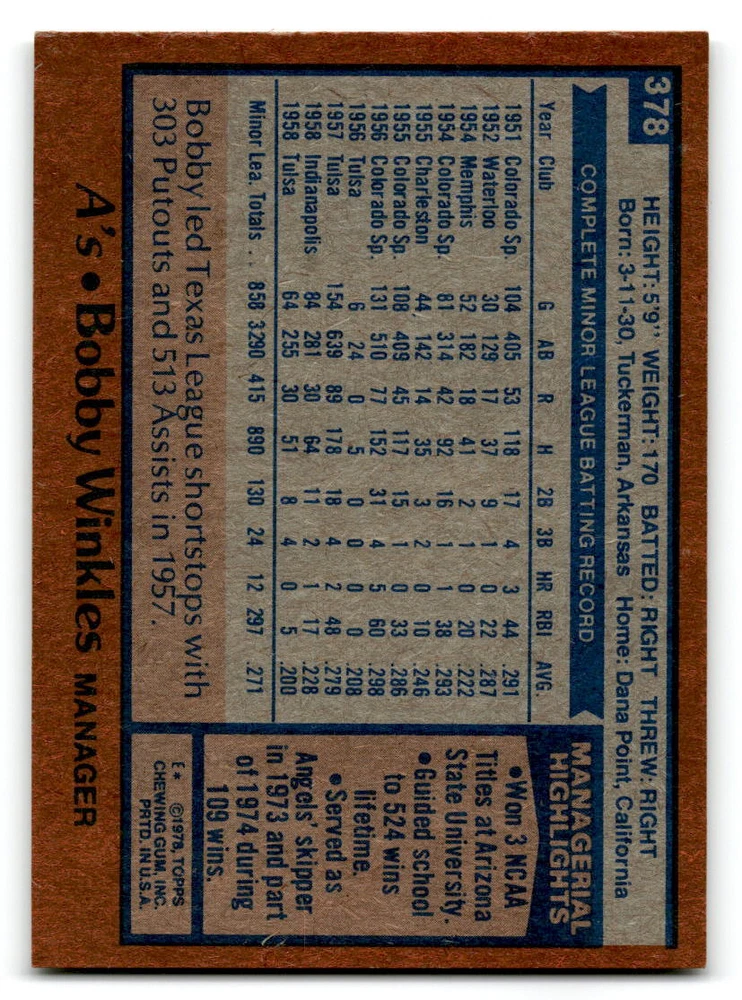 378
HEIGHT: 5'9" WEIGHT: 170 BATTED: RIGHT THREW: RIGHT
Born: 3-11-30, Tuckerman, Arkansas Home: Dana Point, California
COMPLETE MINOR LEAGUE BATTING RECORD
Year Club G AB R H 2B 3B HR RBI AVG.
1951 Colorado Sp. 104 405 53 118 17 4 3 44 .291
1952 Waterloo 30 129 17 37 9 1 0 22 .287
1954 Memphis 52 182 18 41 2 1 0 20 .222
1954 Colorado Sp. 81 314 42 92 16 1 1 38 .293
1955 Charleston 44 142 14 35 3 2 0 10 .246
1955 Colorado Sp. 108 409 45 117 15 1 0 33 .286
1956 Colorado Sp. 131 510 77 152 31 4 5 60 .298
1956 Tulsa 6 24 0 5 0 0 0 0 .208
1957 Tulsa 154 639 89 178 18 4 2 48 .279
1958 Indianapolis 84 281 30 64 11 2 1 17 .228
1958 Tulsa 64 255 30 51 8 4 0 5 .200
Minor Lea. Totals . . 858 3,290 415 890 130 24 12 297 .271
Bobby led Texas League shortstops with
303 Putouts and 513 Assists in 1957.
MANAGERIAL
HIGHLIGHTS
•Won 3 NCAA
Titles at Arizona
State University.
•Guided school
to 524 wins
lifetime.
•Served as
Angels' skipper
in 1973 and part
of 1974 during
109 wins.
E* ©1978, TOPPS
CHEWING GUM, INC.
PRTD. IN U.S.A.
A's • Bobby Winkles MANAGER